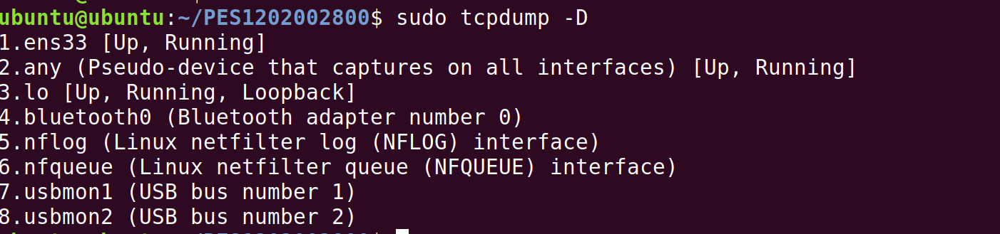 ubuntu@ubuntu:~/PES1202002800$ sudo tcpdump -D
1.ens33 [Up, Running]
2.any (Pseudo-device that captures on all interfaces) [Up, Running]
3.lo [Up, Running, Loopback]
4.bluetooth0 (Bluetooth adapter number 0)
5.nflog (Linux netfilter log (NFLOG) interface)
6.nfqueue (Linux netfilter queue (NFQUEUE) interface)
7.usbmon1 (USB bus number 1)
8.usbmon2 (USB bus number 2)